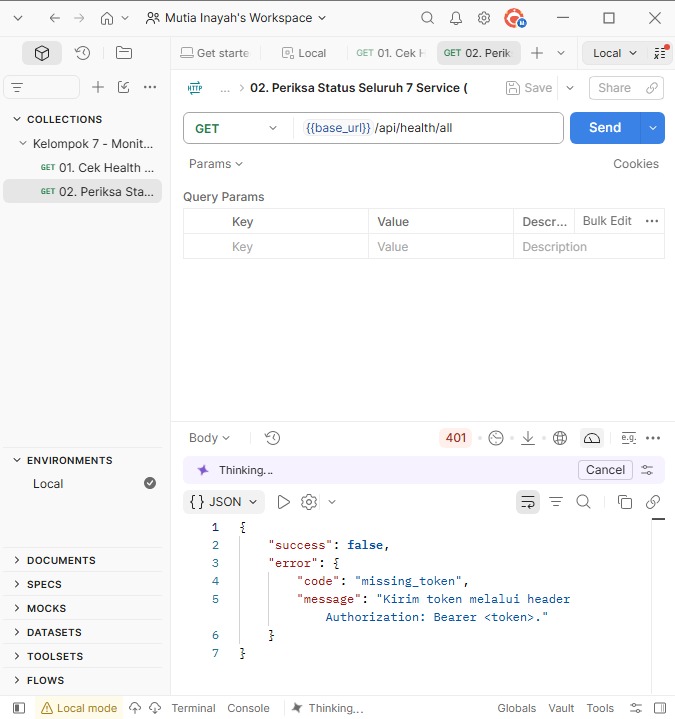 Mutia Inayah's Workspace
Get starte
Local
GET 01. Cek H
GET 02. Perik
Local
HTTP
... 02. Periksa Status Seluruh 7 Service (
Save
Share
COLLECTIONS
Kelompok 7 - Monit...
GET 01. Cek Health ...
GET 02. Periksa Sta...
GET
{{base_url}} /api/health/all
Send
Params
Cookies
Query Params
Key Value Descr... Bulk Edit
Key Value Description
ENVIRONMENTS
Local
DOCUMENTS
SPECS
MOCKS
DATASETS
TOOLSETS
FLOWS
Body
401
e.g.
Thinking...
Cancel
{} JSON
1 {
2 "success": false,
3 "error": {
4 "code": "missing_token",
5 "message": "Kirim token melalui header
Authorization: Bearer <token>."
6 }
7 }
Local mode
Terminal
Console
Thinking...
Globals
Vault
Tools